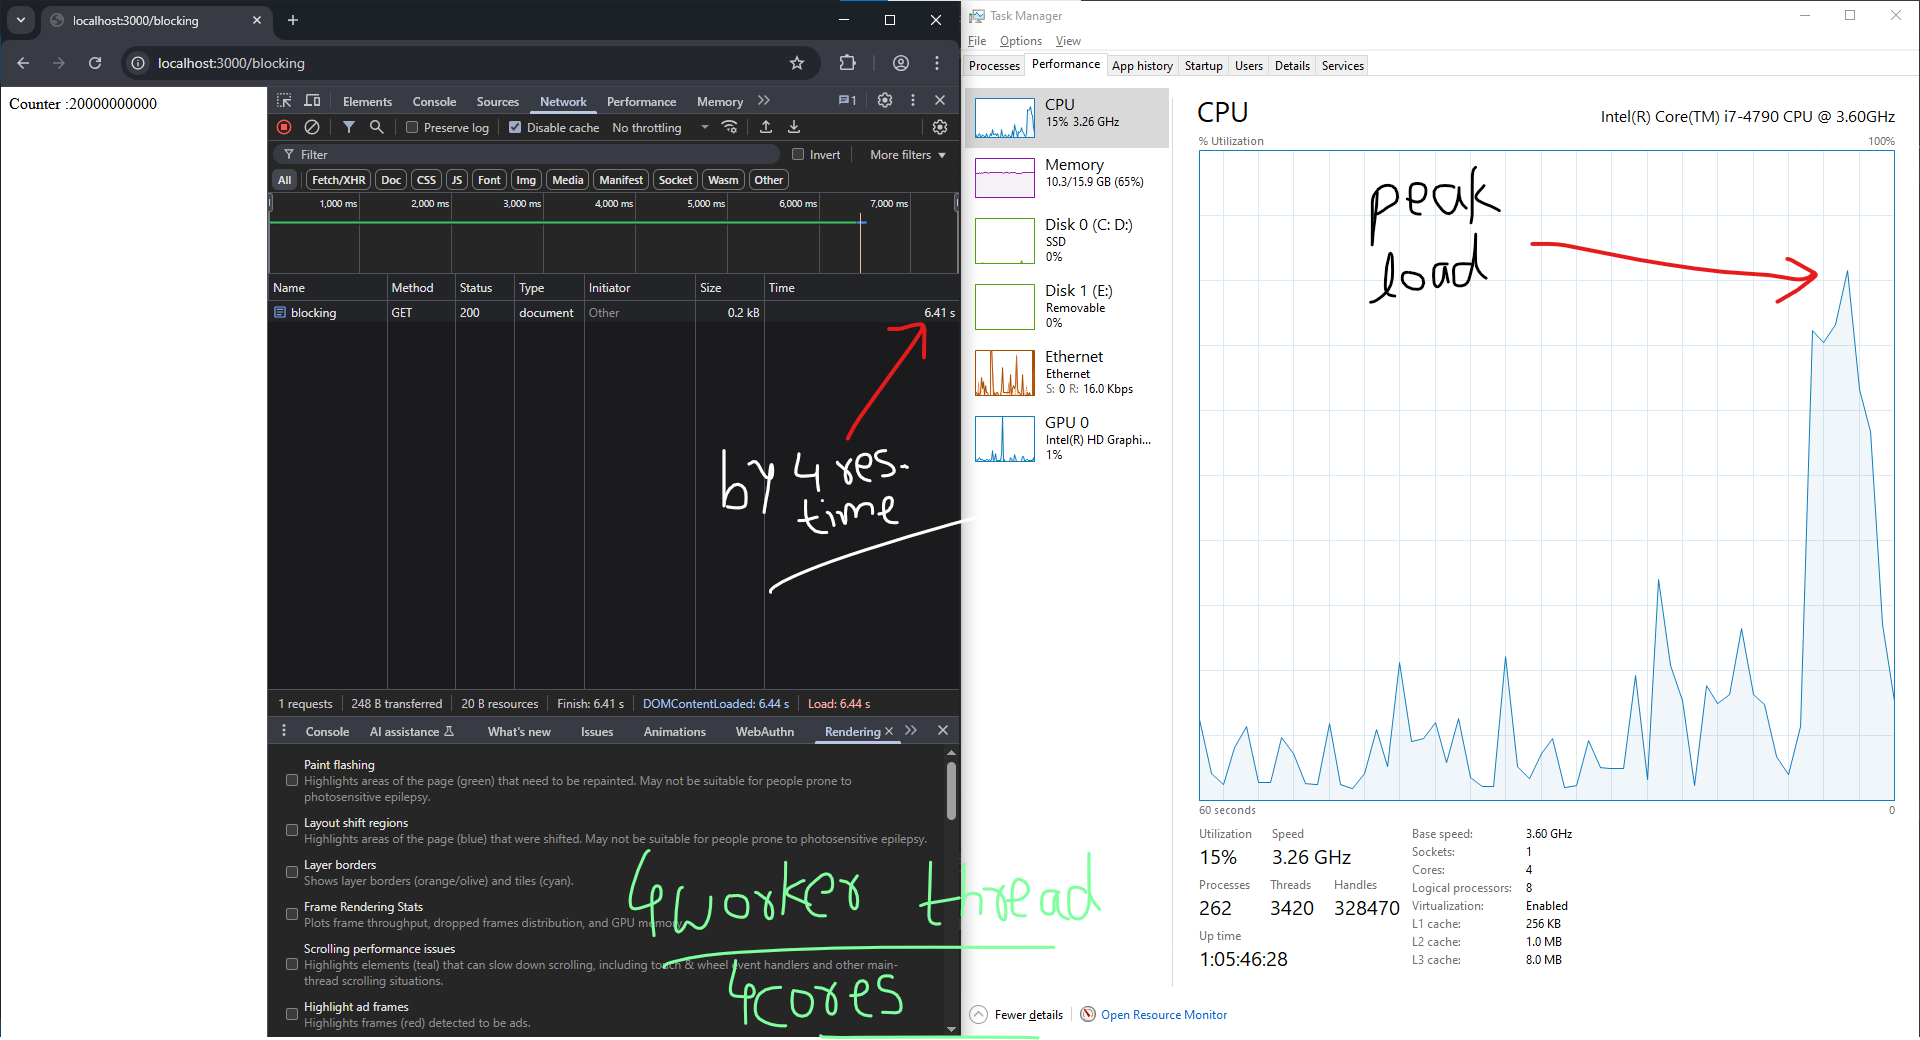 localhost:3000/blocking
localhost:3000/blocking
Counter :20000000000
Elements Console Sources Network Performance Memory 1
Preserve log Disable cache No throttling
Filter Invert More filters
All Fetch/XHR Doc CSS JS Font Img Media Manifest Socket Wasm Other
1,000 ms 2,000 ms 3,000 ms 4,000 ms 5,000 ms 6,000 ms 7,000 ms
Name Method Status Type Initiator Size Time
blocking GET 200 document Other 0.2 kB 6.41 s
by 4 res.
time
1 requests 248 B transferred 20 B resources Finish: 6.41 s DOMContentLoaded: 6.44 s Load: 6.44 s
Console AI assistance What's new Issues Animations WebAuthn Rendering
Paint flashing
Highlights areas of the page (green) that need to be repainted. May not be suitable for people prone to
photosensitive epilepsy.
Layout shift regions
Highlights areas of the page (blue) that were shifted. May not be suitable for people prone to photosensitive epilepsy.
Layer borders
Shows layer borders (orange/olive) and tiles (cyan).
Frame Rendering Stats
Plots frame throughput, dropped frames distribution, and GPU memory
Scrolling performance issues
Highlights elements (teal) that can slow down scrolling, including touch & wheel event handlers and other main-
thread scrolling situations.
Highlight ad frames
Highlights frames (red) detected to be ads.
4 worker thread
4 cores
Task Manager
File Options View
Processes Performance App history Startup Users Details Services
CPU
15% 3.26 GHz
Memory
10.3/15.9 GB (65%)
Disk 0 (C: D:)
SSD
0%
Disk 1 (E:)
Removable
0%
Ethernet
Ethernet
S: 0 R: 16.0 Kbps
GPU 0
Intel(R) HD Graphi...
1%
CPU Intel(R) Core(TM) i7-4790 CPU @ 3.60GHz
% Utilization 100%
peak
load
60 seconds 0
Utilization Speed
15% 3.26 GHz
Processes Threads Handles
262 3420 328470
Up time
1:05:46:28
Base speed: 3.60 GHz
Sockets: 1
Cores: 4
Logical processors: 8
Virtualization: Enabled
L1 cache: 256 KB
L2 cache: 1.0 MB
L3 cache: 8.0 MB
Fewer details Open Resource Monitor